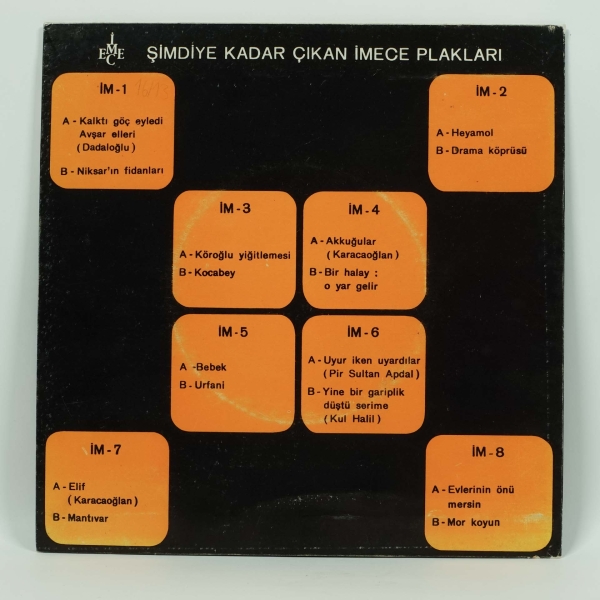 İMECE
ŞİMDİYE KADAR ÇIKAN İMECE PLAKLARI
İM-1
A - Kalktı göç eyledi
Avşar elleri
(Dadaloğlu)
B - Niksar'ın fidanları
İM-2
A - Heyamol
B - Drama köprüsü
İM-3
A - Köroğlu yiğitlemesi
B - Kocabey
İM-4
A - Akkuğular
(Karacaoğlan)
B - Bir halay :
o yar gelir
İM-5
A -Bebek
B - Urfani
İM-6
A - Uyur iken uyardılar
(Pir Sultan Apdal)
B - Yine bir gariplik
düştü serime
(Kul Halil)
İM-7
A - Elif
(Karacaoğlan)
B - Mantıvar
İM-8
A - Evlerinin önü
mersin
B - Mor koyun